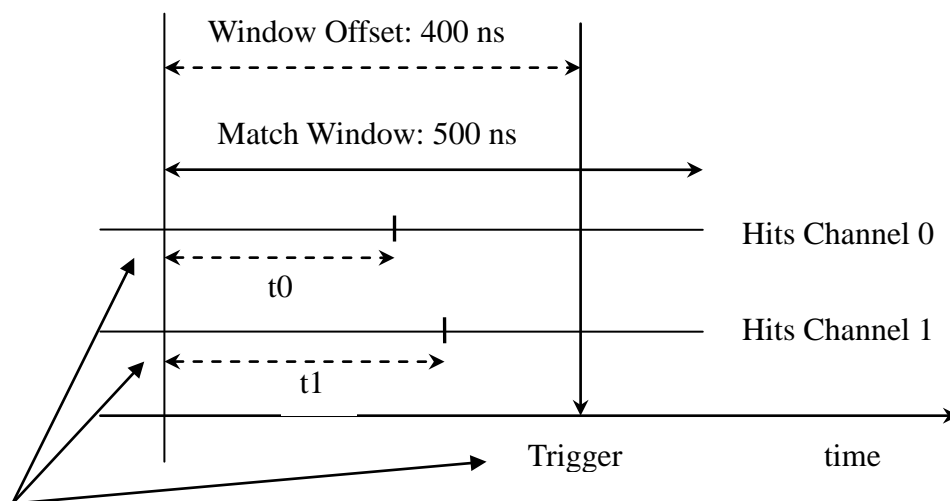 Window Offset: 400 ns
Match Window: 500 ns
Hits Channel 0
t0
Hits Channel 1
t1
Trigger
time